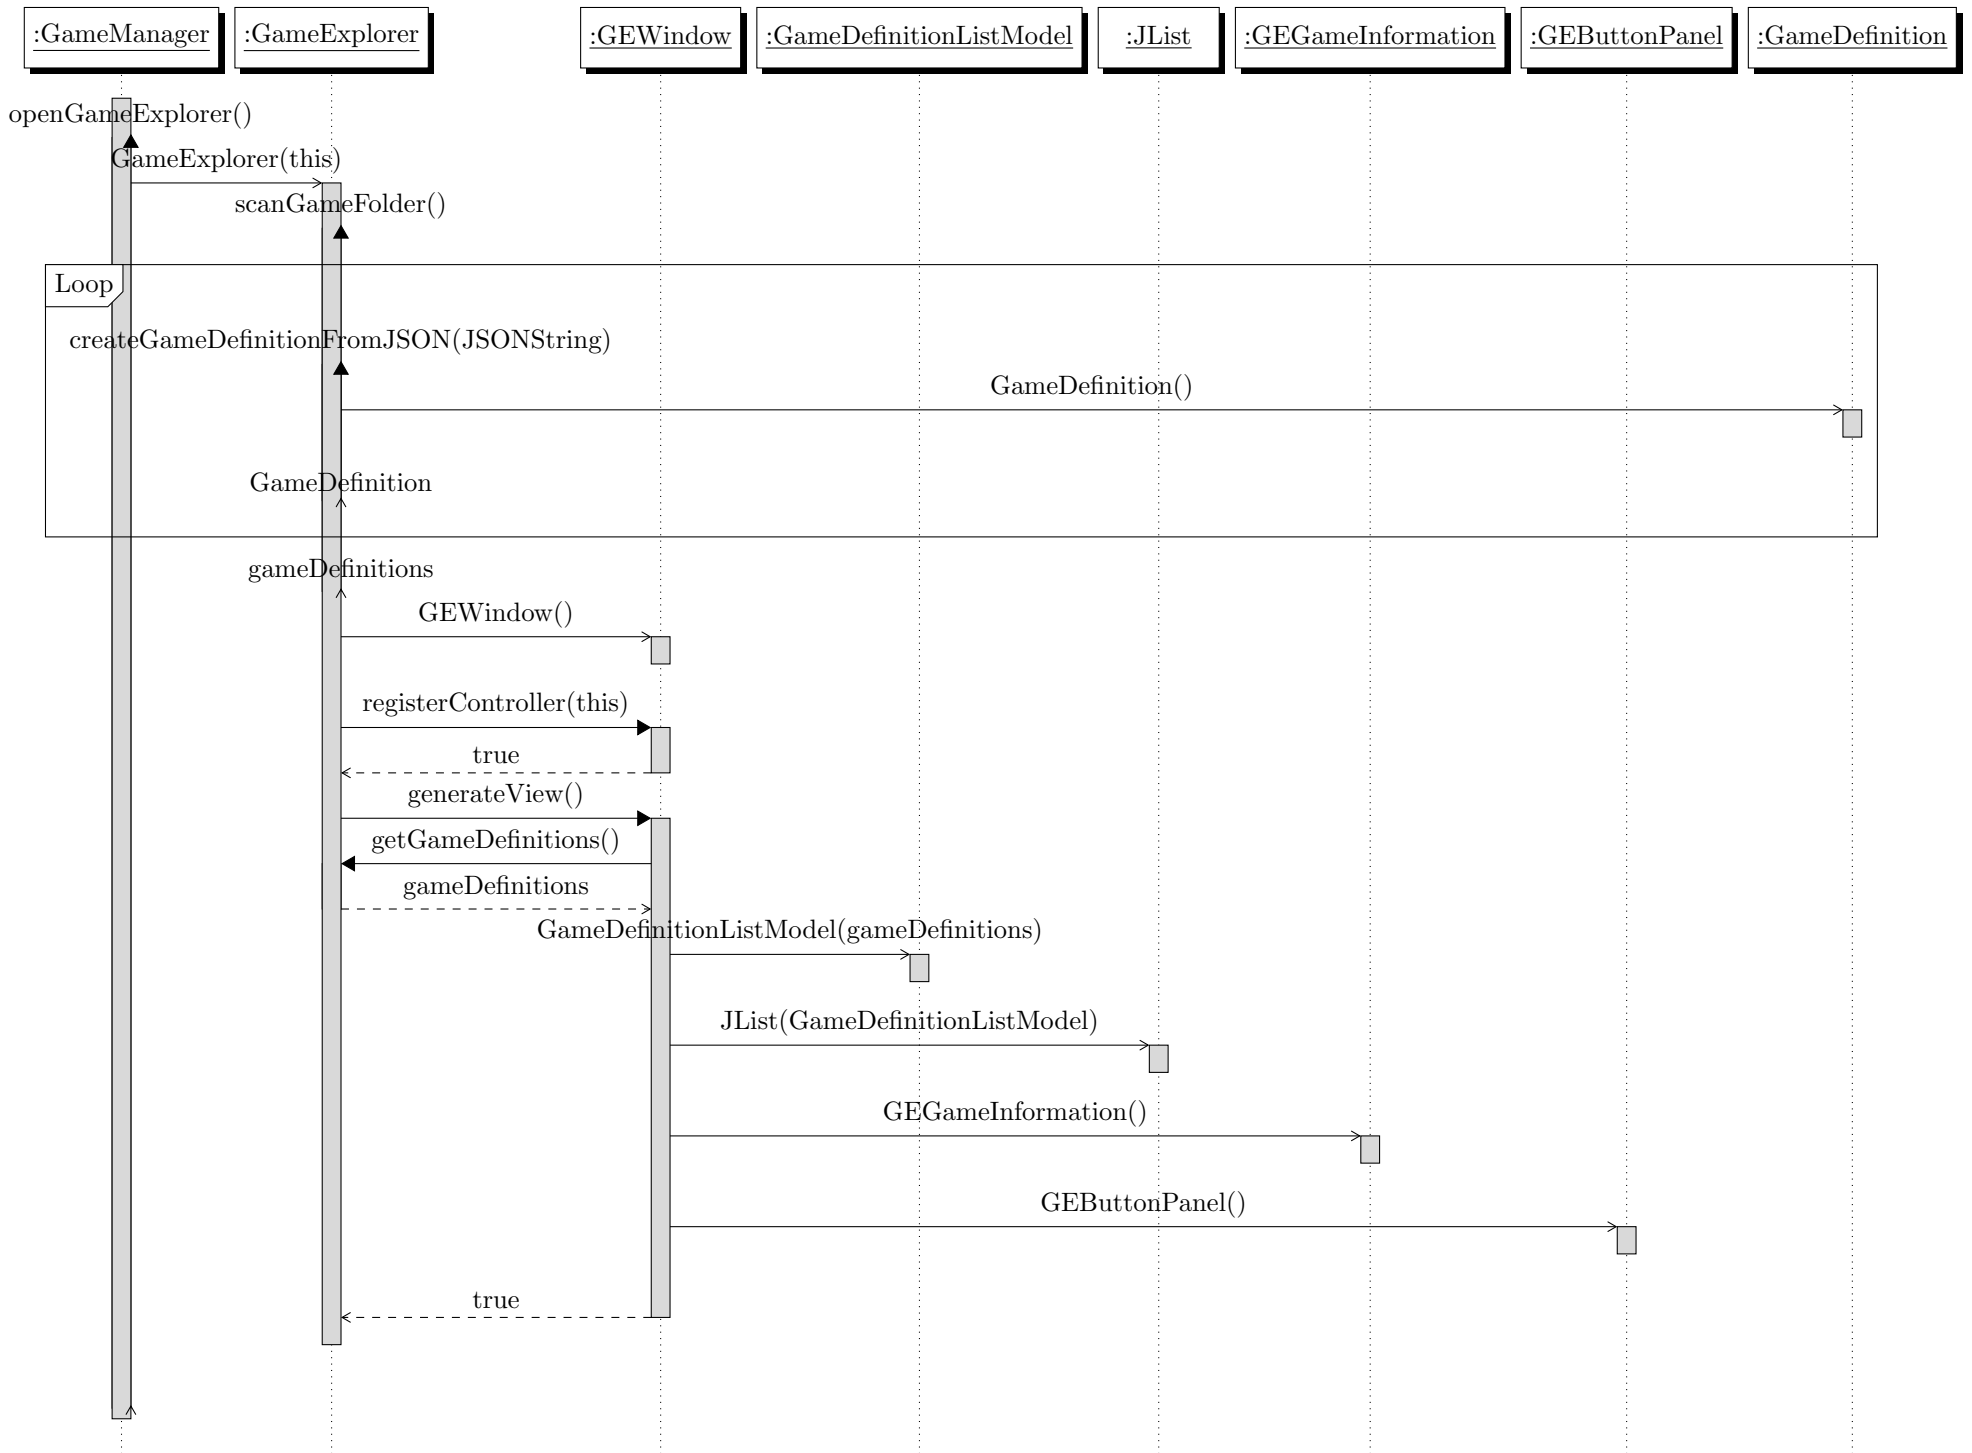 :GameManager
:GameExplorer
:GEWindow
:GameDefinitionListModel
:JList
:GEGameInformation
:GEButtonPanel
:GameDefinition
openGameExplorer()
GameExplorer(this)
scanGameFolder()
Loop
createGameDefinitionFromJSON(JSONString)
GameDefinition()
GameDefinition
gameDefinitions
GEWindow()
registerController(this)
true
generateView()
getGameDefinitions()
gameDefinitions
GameDefinitionListModel(gameDefinitions)
JList(GameDefinitionListModel)
GEGameInformation()
GEButtonPanel()
true